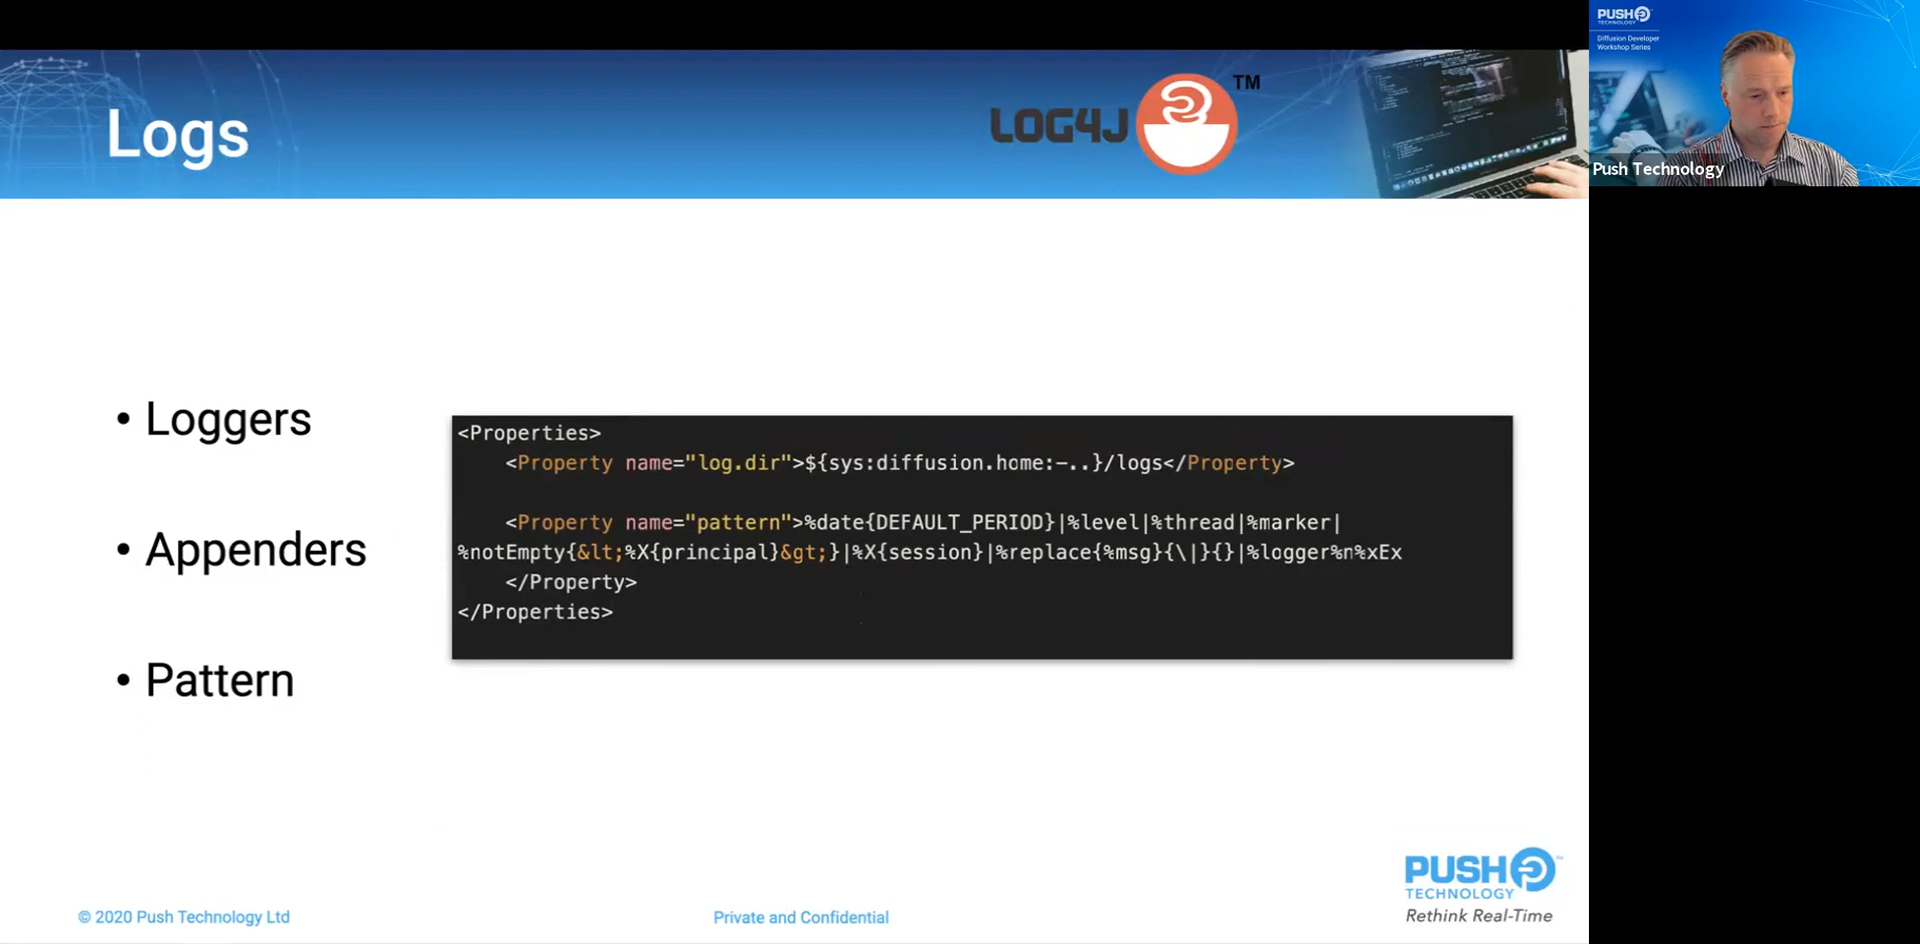 Logs
LOG4J
TM
PUSH
TECHNOLOGY
Diffusion Developer
Workshop Series
Push Technology
• Loggers
• Appenders
• Pattern
<Properties>
    <Property name="log.dir">${sys:diffusion.home:-..}/logs</Property>
    <Property name="pattern">%date{DEFAULT_PERIOD}|%level|%thread|%marker|
%notEmpty{&lt;%X{principal}&gt;}|%X{session}|%replace{%msg}{\|}{}|%logger%n%xEx
    </Property>
</Properties>
PUSH
TECHNOLOGY
Rethink Real-Time
© 2020 Push Technology Ltd
Private and Confidential